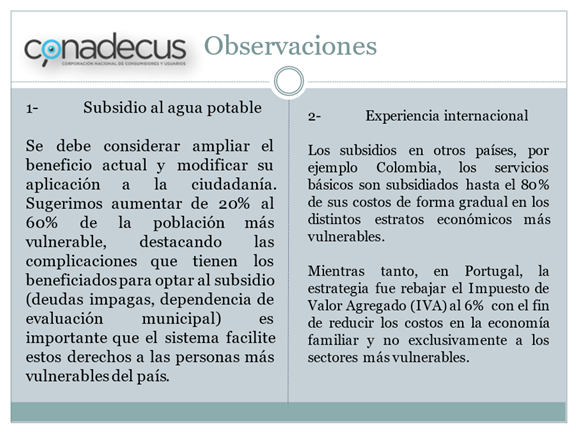 conadecus
CORPORACIÓN NACIONAL DE CONSUMIDORES Y USUARIOS
Observaciones
1- Subsidio al agua potable
Se debe considerar ampliar el
beneficio actual y modificar su
aplicación a la ciudadanía.
Sugerimos aumentar de 20% al
60% de la población más
vulnerable, destacando las
complicaciones que tienen los
beneficiados para optar al subsidio
(deudas impagas, dependencia de
evaluación municipal) es
importante que el sistema facilite
estos derechos a las personas más
vulnerables del país.
2- Experiencia internacional
Los subsidios en otros países, por
ejemplo Colombia, los servicios
básicos son subsidiados hasta el 80%
de sus costos de forma gradual en los
distintos estratos económicos más
vulnerables.
Mientras tanto, en Portugal, la
estrategia fue rebajar el Impuesto de
Valor Agregado (IVA) al 6% con el fin
de reducir los costos en la economía
familiar y no exclusivamente a los
sectores más vulnerables.